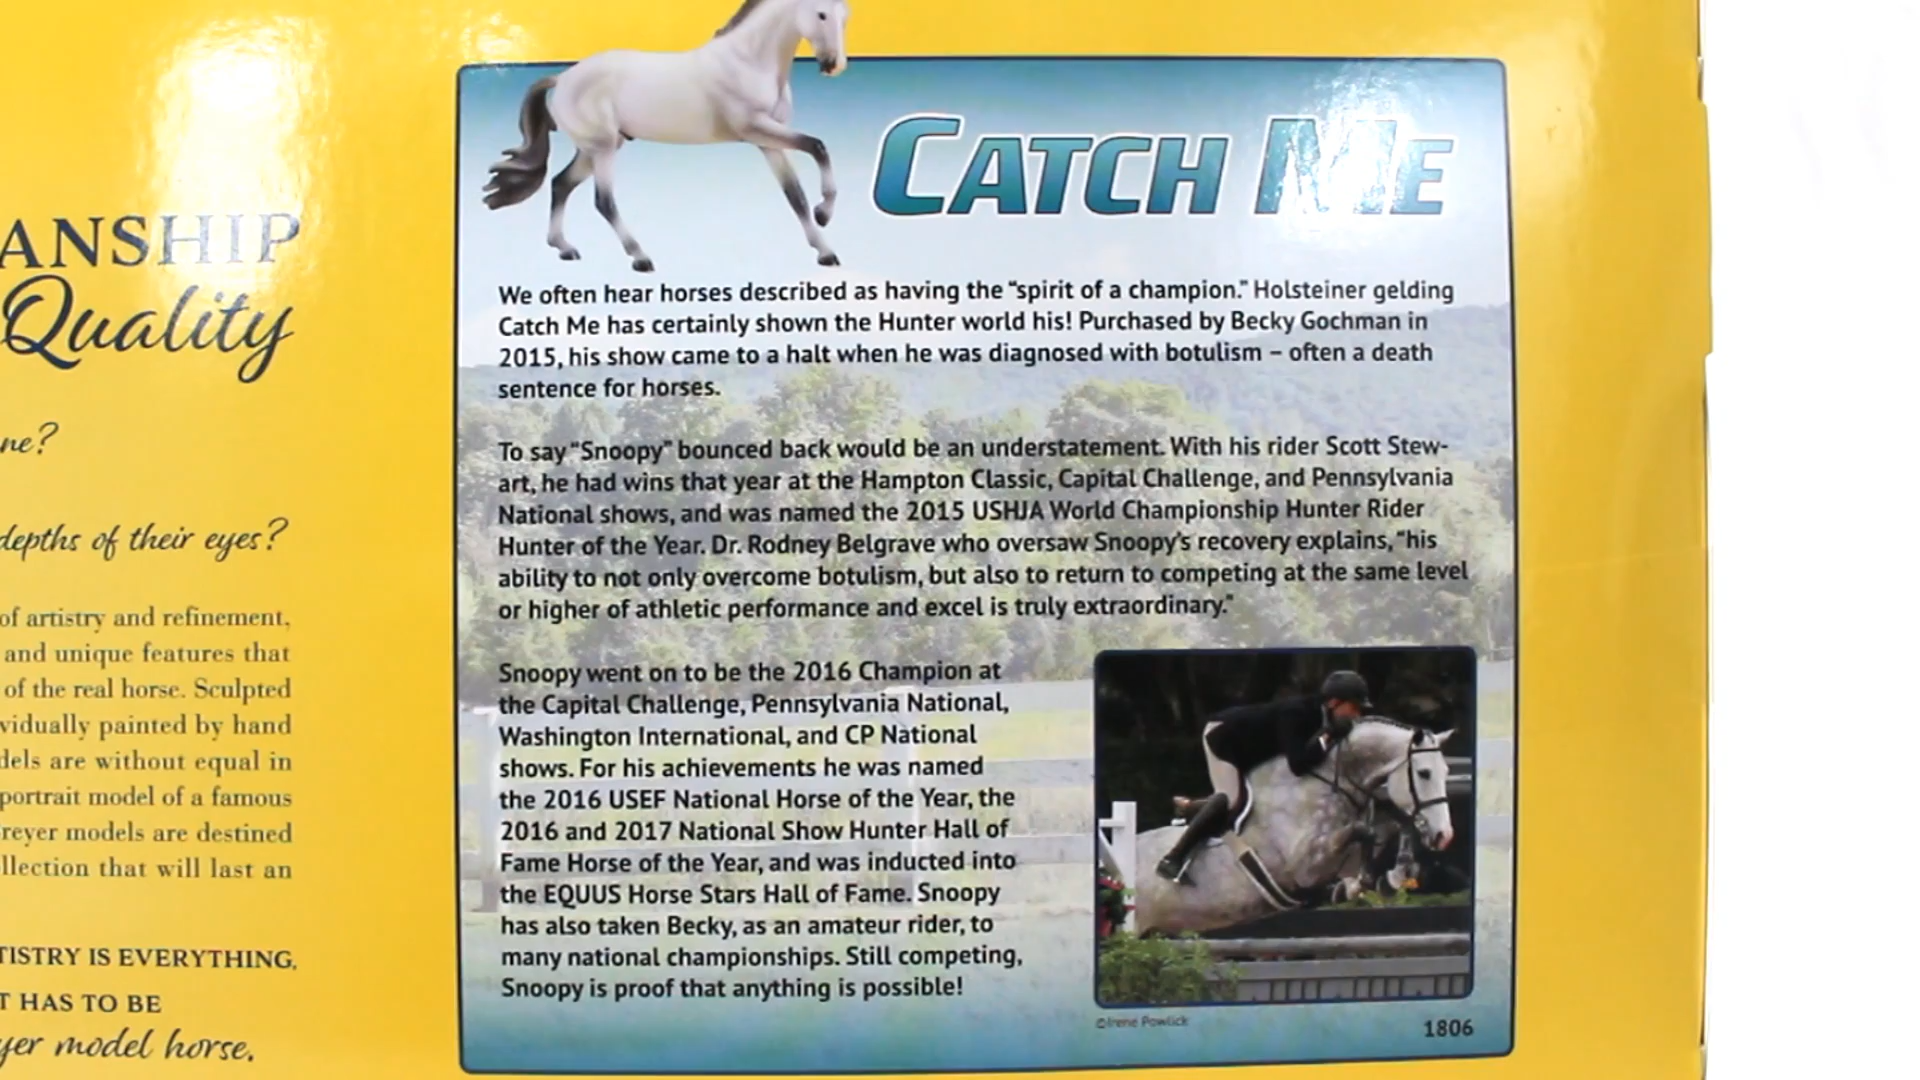 ANSHIP
Quality
ne?
depths of their eyes?
of artistry and refinement,
and unique features that
of the real horse. Sculpted
vidually painted by hand
dels are without equal in
portrait model of a famous
reyer models are destined
llection that will last an
TISTRY IS EVERYTHING,
T HAS TO BE
yer model horse.
CATCH ME
We often hear horses described as having the “spirit of a champion.” Holsteiner gelding
Catch Me has certainly shown the Hunter world his! Purchased by Becky Gochman in
2015, his show came to a halt when he was diagnosed with botulism – often a death
sentence for horses.
To say “Snoopy” bounced back would be an understatement. With his rider Scott Stew-
art, he had wins that year at the Hampton Classic, Capital Challenge, and Pennsylvania
National shows, and was named the 2015 USHJA World Championship Hunter Rider
Hunter of the Year. Dr. Rodney Belgrave who oversaw Snoopy’s recovery explains, “his
ability to not only overcome botulism, but also to return to competing at the same level
or higher of athletic performance and excel is truly extraordinary.”
Snoopy went on to be the 2016 Champion at
the Capital Challenge, Pennsylvania National,
Washington International, and CP National
shows. For his achievements he was named
the 2016 USEF National Horse of the Year, the
2016 and 2017 National Show Hunter Hall of
Fame Horse of the Year, and was inducted into
the EQUUS Horse Stars Hall of Fame. Snoopy
has also taken Becky, as an amateur rider, to
many national championships. Still competing,
Snoopy is proof that anything is possible!
©Irene Powlick
1806